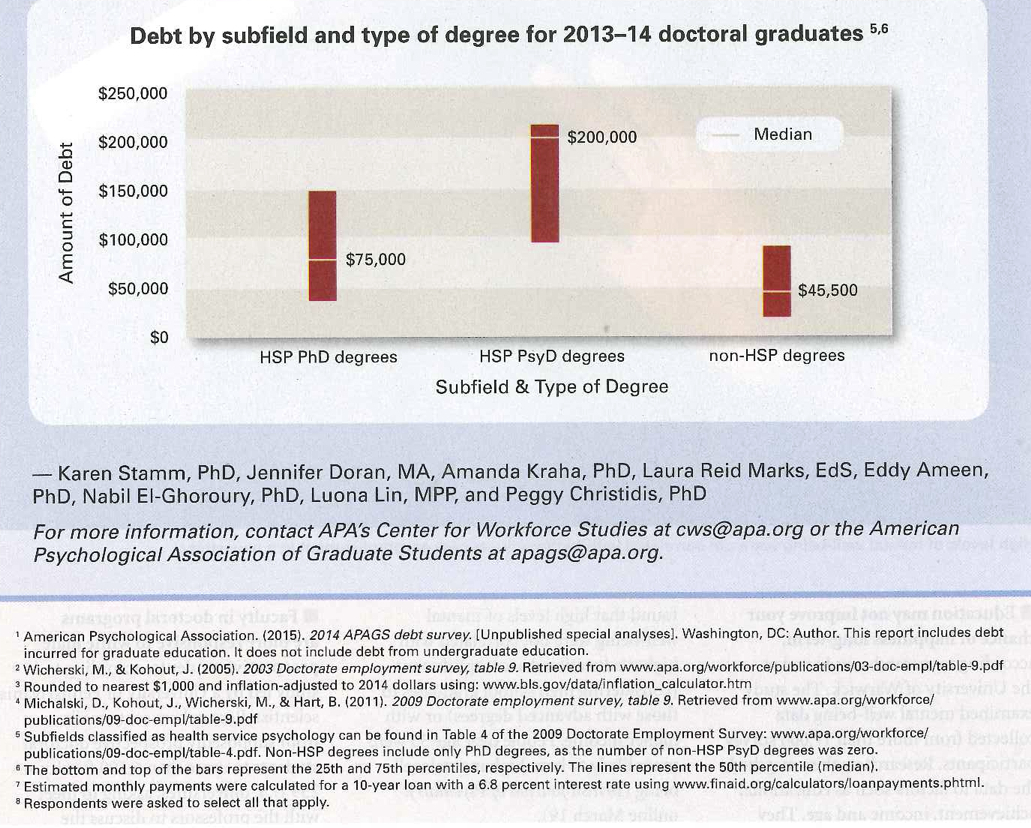 Debt by subfield and type of degree for 2013–14 doctoral graduates 5,6
$250,000
$200,000
$150,000
$100,000
$50,000
$0
Amount of Debt
$75,000
$200,000
$45,500
Median
HSP PhD degrees
HSP PsyD degrees
non-HSP degrees
Subfield & Type of Degree
— Karen Stamm, PhD, Jennifer Doran, MA, Amanda Kraha, PhD, Laura Reid Marks, EdS, Eddy Ameen,
PhD, Nabil El-Ghoroury, PhD, Luona Lin, MPP, and Peggy Christidis, PhD
For more information, contact APA's Center for Workforce Studies at cws@apa.org or the American
Psychological Association of Graduate Students at apags@apa.org.
1 American Psychological Association. (2015). 2014 APAGS debt survey. [Unpublished special analyses]. Washington, DC: Author. This report includes debt
incurred for graduate education. It does not include debt from undergraduate education.
2 Wicherski, M., & Kohout, J. (2005). 2003 Doctorate employment survey, table 9. Retrieved from www.apa.org/workforce/publications/03-doc-empl/table-9.pdf
3 Rounded to nearest $1,000 and inflation-adjusted to 2014 dollars using: www.bls.gov/data/inflation_calculator.htm
4 Michalski, D., Kohout, J., Wicherski, M., & Hart, B. (2011). 2009 Doctorate employment survey, table 9. Retrieved from www.apa.org/workforce/
publications/09-doc-empl/table-9.pdf
5 Subfields classified as health service psychology can be found in Table 4 of the 2009 Doctorate Employment Survey: www.apa.org/workforce/
publications/09-doc-empl/table-4.pdf. Non-HSP degrees include only PhD degrees, as the number of non-HSP PsyD degrees was zero.
6 The bottom and top of the bars represent the 25th and 75th percentiles, respectively. The lines represent the 50th percentile (median).
7 Estimated monthly payments were calculated for a 10-year loan with a 6.8 percent interest rate using www.finaid.org/calculators/loanpayments.phtml.
8 Respondents were asked to select all that apply.